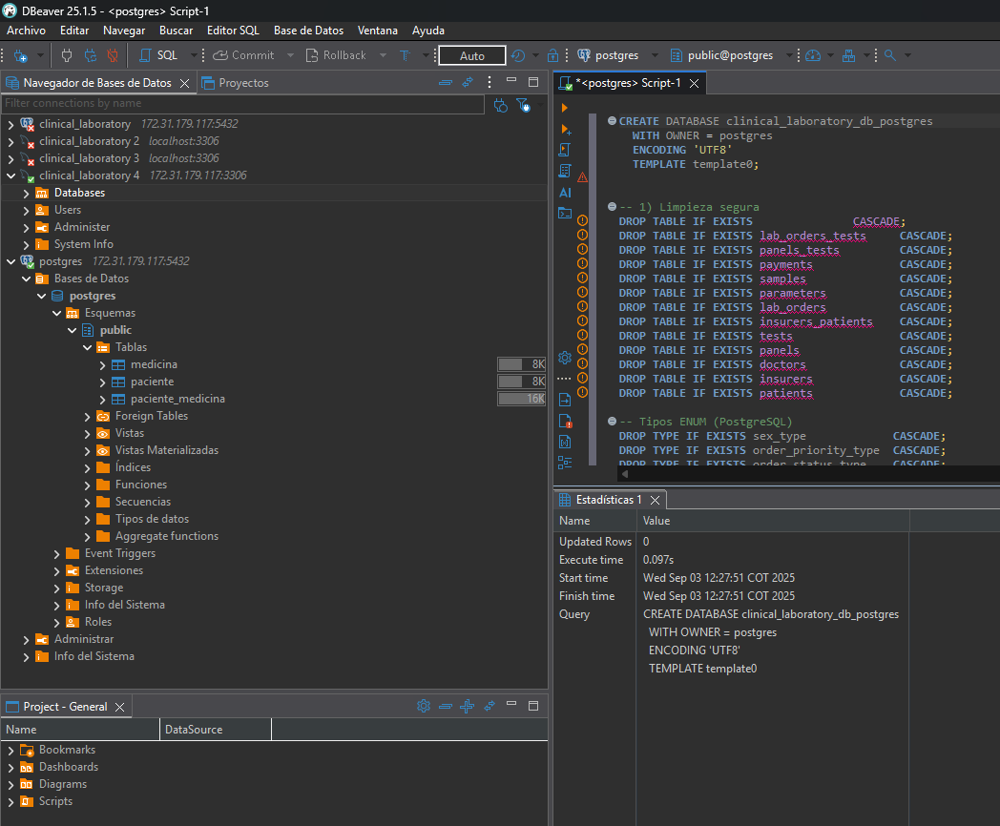 DBeaver 25.1.5 - <postgres> Script-1
Archivo Editar Navegar Buscar Editor SQL Base de Datos Ventana Ayuda
SQL Commit Rollback T Auto postgres public@postgres
Navegador de Bases de Datos Proyectos
Filter connections by name
clinical_laboratory 172.31.179.117:5432
clinical_laboratory 2 localhost:3306
clinical_laboratory 3 localhost:3306
clinical_laboratory 4 172.31.179.117:3306
Databases
Users
Administer
System Info
postgres 172.31.179.117:5432
Bases de Datos
postgres
Esquemas
public
Tablas
medicina 8K
paciente 8K
paciente_medicina 16K
Foreign Tables
Vistas
Vistas Materializadas
Índices
Funciones
Secuencias
Tipos de datos
Aggregate functions
Event Triggers
Extensiones
Storage
Info del Sistema
Roles
Administrar
Info del Sistema
Project - General
Name DataSource
Bookmarks
Dashboards
Diagrams
Scripts
*<postgres> Script-1
AI
CREATE DATABASE clinical_laboratory_db_postgres
WITH OWNER = postgres
ENCODING 'UTF8'
TEMPLATE template0;
-- 1) Limpieza segura
DROP TABLE IF EXISTS CASCADE;
DROP TABLE IF EXISTS lab_orders_tests CASCADE;
DROP TABLE IF EXISTS panels_tests CASCADE;
DROP TABLE IF EXISTS payments CASCADE;
DROP TABLE IF EXISTS samples CASCADE;
DROP TABLE IF EXISTS parameters CASCADE;
DROP TABLE IF EXISTS lab_orders CASCADE;
DROP TABLE IF EXISTS insurers_patients CASCADE;
DROP TABLE IF EXISTS tests CASCADE;
DROP TABLE IF EXISTS panels CASCADE;
DROP TABLE IF EXISTS doctors CASCADE;
DROP TABLE IF EXISTS insurers CASCADE;
DROP TABLE IF EXISTS patients CASCADE;
-- Tipos ENUM (PostgreSQL)
DROP TYPE IF EXISTS sex_type CASCADE;
DROP TYPE IF EXISTS order_priority_type CASCADE;
DROP TYPE IF EXISTS order_status_type CASCADE;
Estadísticas 1
Name Value
Updated Rows 0
Execute time 0.097s
Start time Wed Sep 03 12:27:51 COT 2025
Finish time Wed Sep 03 12:27:51 COT 2025
Query CREATE DATABASE clinical_laboratory_db_postgres
WITH OWNER = postgres
ENCODING 'UTF8'
TEMPLATE template0